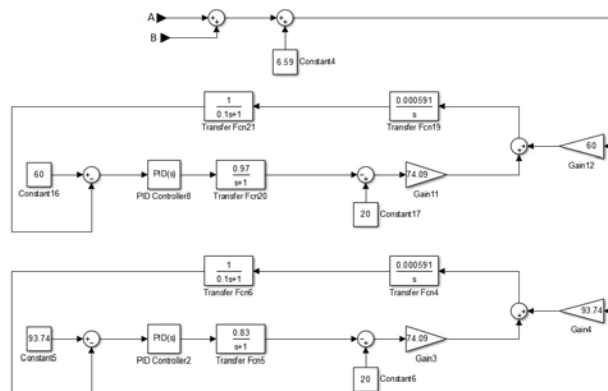 A
B
6.59
Constant4
1
0.1s+1
Transfer Fcn21
0.000591
s
Transfer Fcn19
60
Gain12
60
Constant16
PID(s)
PID Controller8
0.97
s+1
Transfer Fcn20
20
Constant17
74.09
Gain11
1
0.1s+1
Transfer Fcn6
0.000591
s
Transfer Fcn4
93.74
Gain4
93.74
Constant5
PID(s)
PID Controller2
0.83
s+1
Transfer Fcn5
20
Constant6
74.09
Gain3